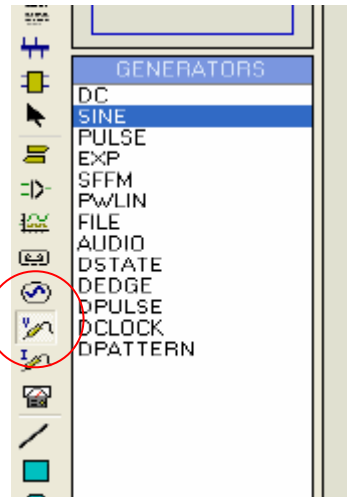 GENERATORS
DC
SINE
PULSE
EXP
SFFM
PWLIN
FILE
AUDIO
DSTATE
DEDGE
DPULSE
DCLOCK
DPATTERN
V
I